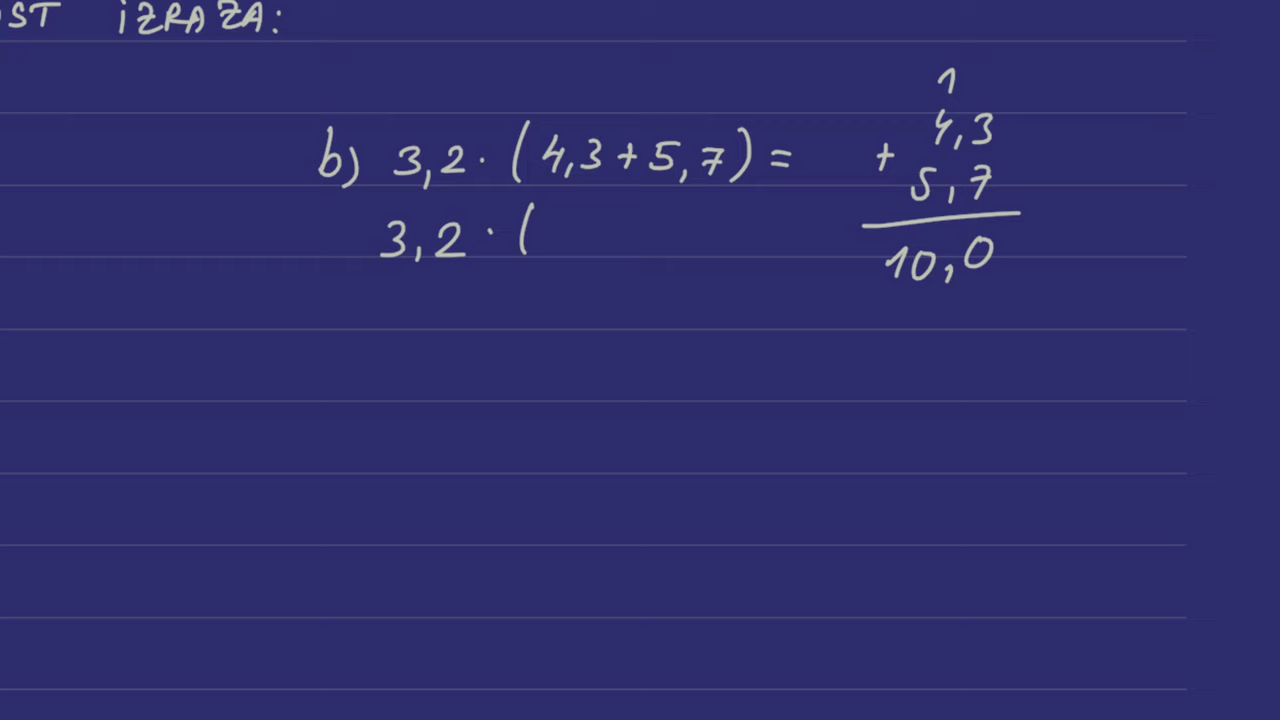 IZRAZA:
b) 3,2 · (4,3 + 5,7) =
3,2 · (
1
4,3
+ 5,7
10,0